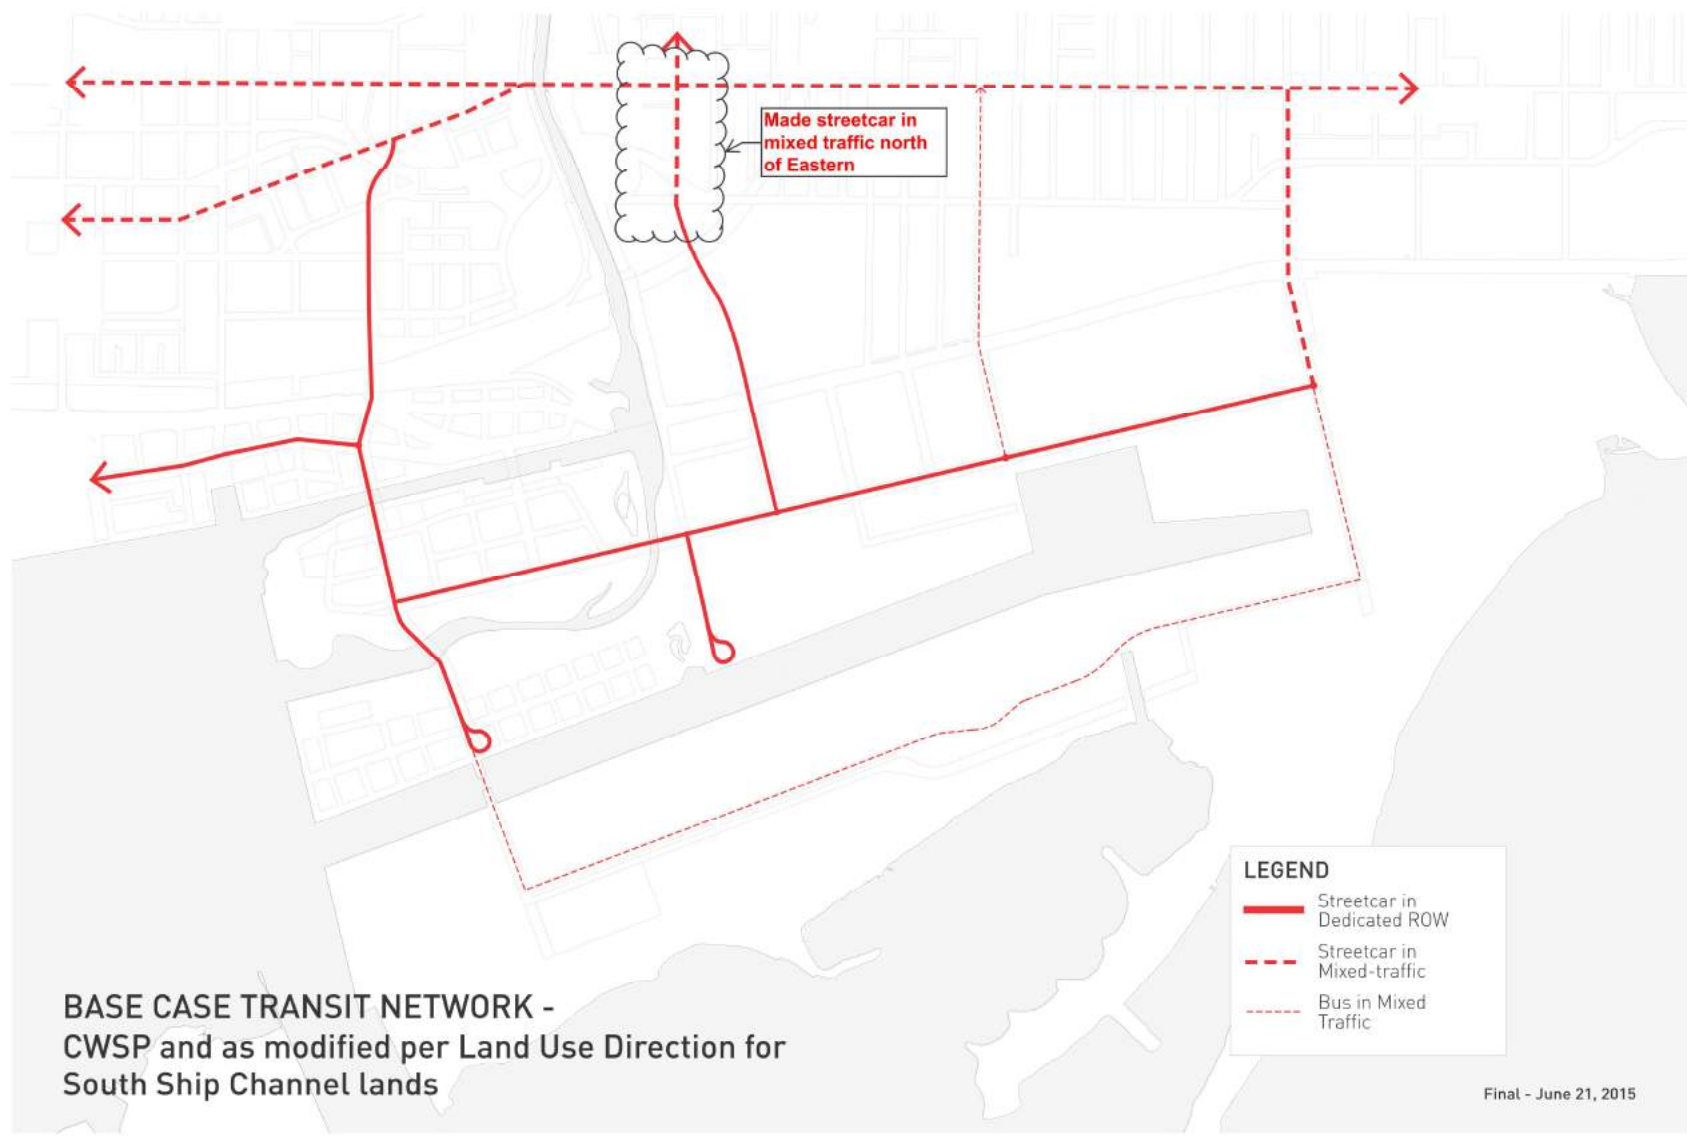 Made streetcar in
mixed traffic north
of Eastern
LEGEND
Streetcar in
Dedicated ROW
Streetcar in
Mixed-traffic
Bus in Mixed
Traffic
BASE CASE TRANSIT NETWORK -
CWSP and as modified per Land Use Direction for
South Ship Channel lands
Final - June 21, 2015